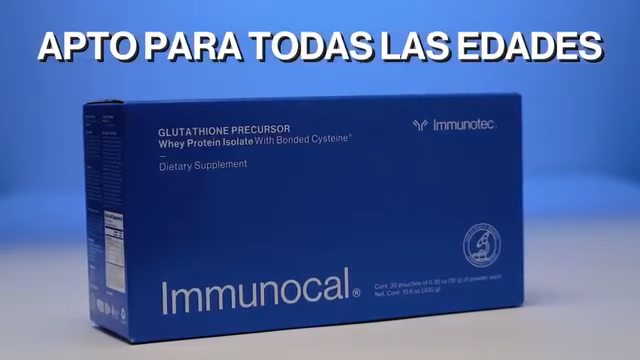 APTO PARA TODAS LAS EDADES
GLUTATHIONE PRECURSOR
Whey Protein Isolate With Bonded Cysteine®
Dietary Supplement
Immunotec
Immunocal®
Cont. 30 pouches of 0.35 oz (10 g) of powder each
Net. Cont. 10.6 oz (300 g)